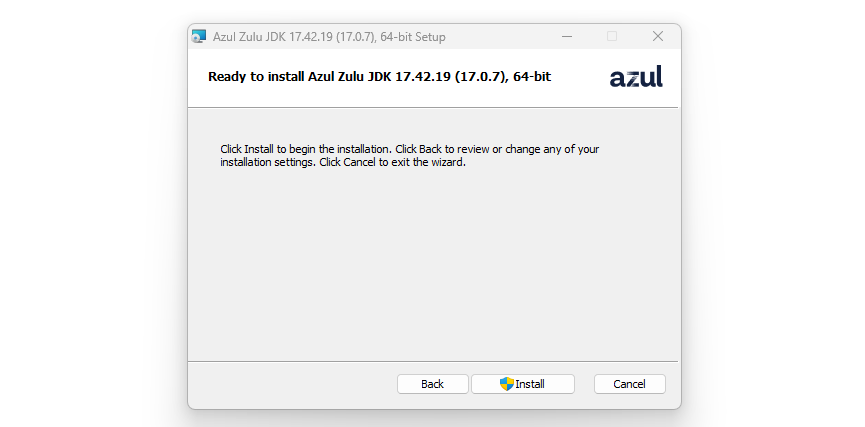 Azul Zulu JDK 17.42.19 (17.0.7), 64-bit Setup
Ready to install Azul Zulu JDK 17.42.19 (17.0.7), 64-bit
azul
Click Install to begin the installation. Click Back to review or change any of your
installation settings. Click Cancel to exit the wizard.
Back
Install
Cancel